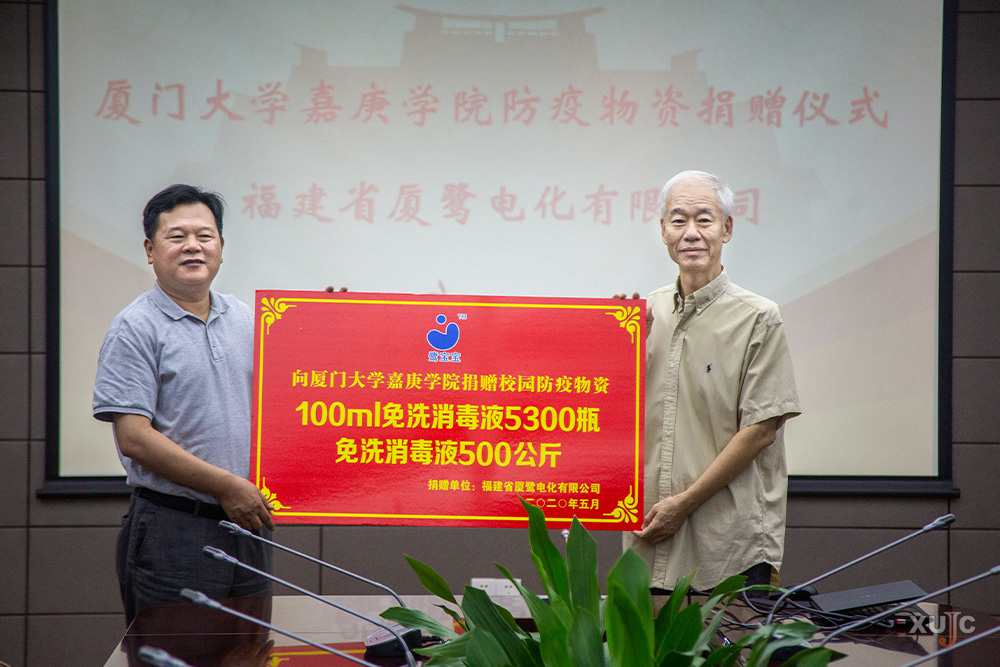 厦门大学嘉庚学院防疫物资捐赠仪式
福建省厦鹭电化有限公司
TM
鹭宝宝
向厦门大学嘉庚学院捐赠校园防疫物资
100ml免洗消毒液5300瓶
免洗消毒液500公斤
捐赠单位：福建省厦鹭电化有限公司
二〇二〇年五月
XUJC